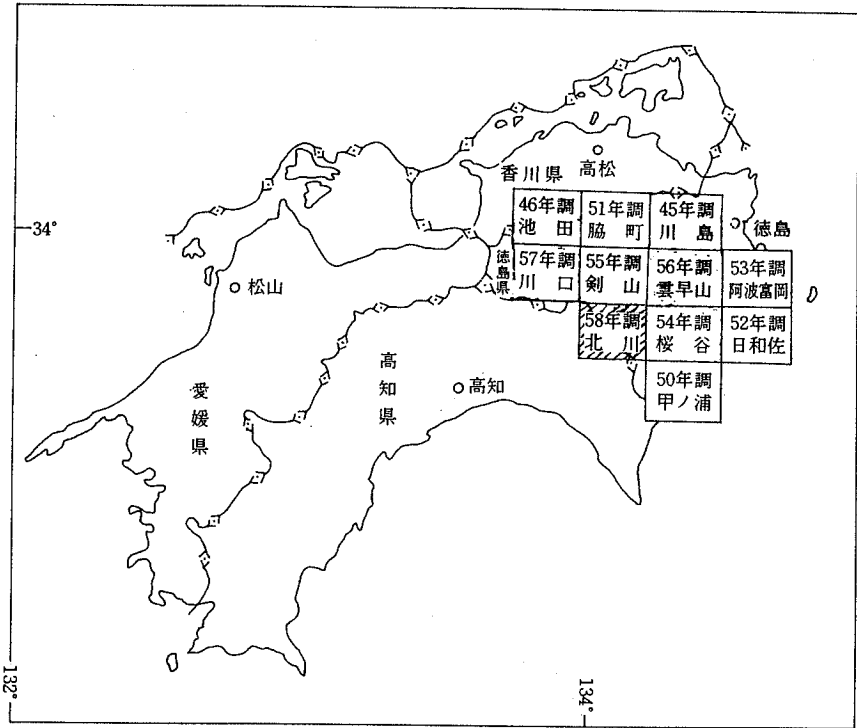 高松
香川県
46年調
池田
51年調
脇町
45年調
川島
徳島
34°
徳島県
57年調
川口
55年調
剣山
56年調
雲早山
53年調
阿波富岡
松山
58年調
北川
54年調
桜谷
52年調
日和佐
高知県
高知
愛媛県
50年調
甲ノ浦
132°
134°